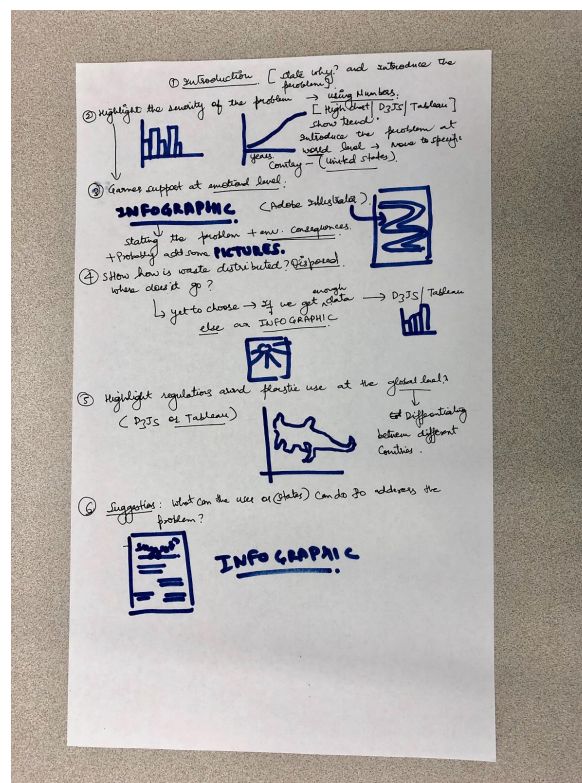 ① Introduction. [state why? and introduce the
problem].
② Highlight the severity of the problem → using Numbers.
[High chart / D3JS / Tableau]
show trend.
Introduce the problem at
world level → Move to specific
Country - (United States).
years
③ Garner support at emotional level.
INFOGRAPHIC (Adobe Illustrator)
stating the problem + env. consequences.
+ Probably add some PICTURES.
④ Show how is waste distributed? Disposed.
where does it go?
↳ yet to choose → If we get enough data → D3JS / Tableau
else an INFOGRAPHIC
⑤ Highlight regulations around plastic use at the global level?
(D3JS or Tableau)
Differentiating
between different
Countries.
⑥ Suggestion: What can the user or (states) can do to address the
problem?
INFOGRAPHIC